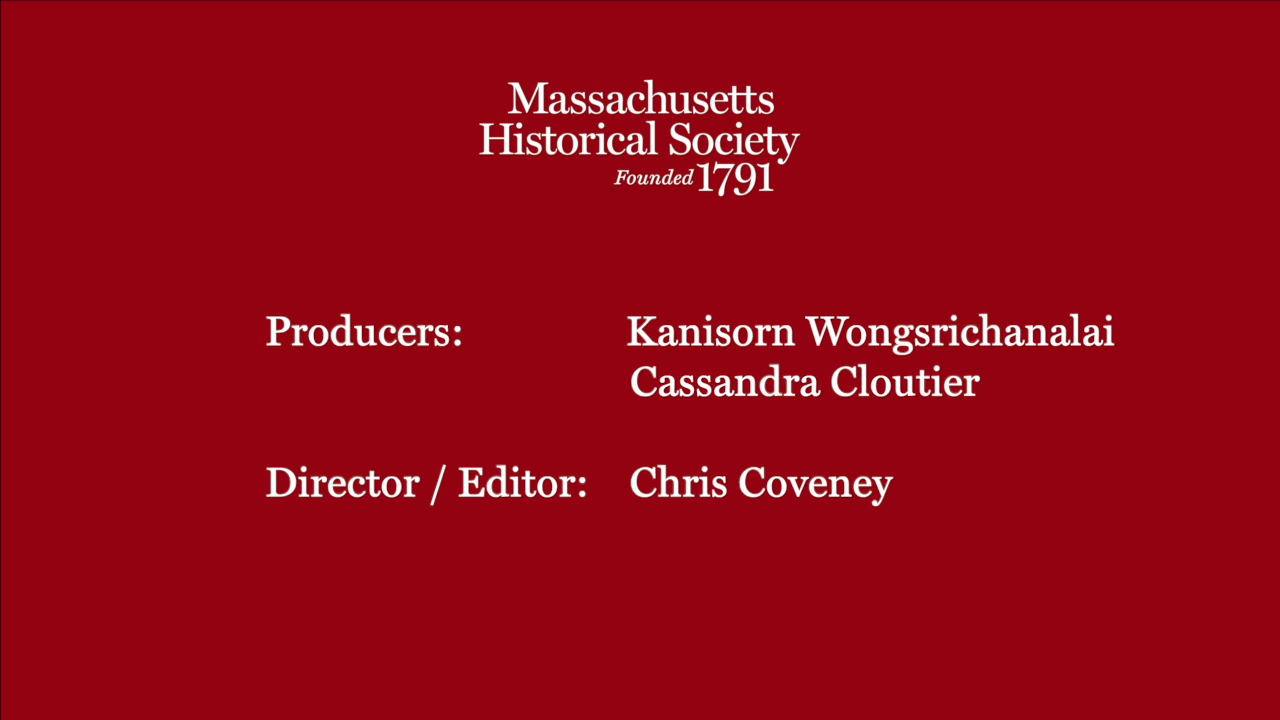 Massachusetts
Historical Society
Founded 1791
Producers: Kanisorn Wongsrichanalai
Cassandra Cloutier
Director / Editor: Chris Coveney